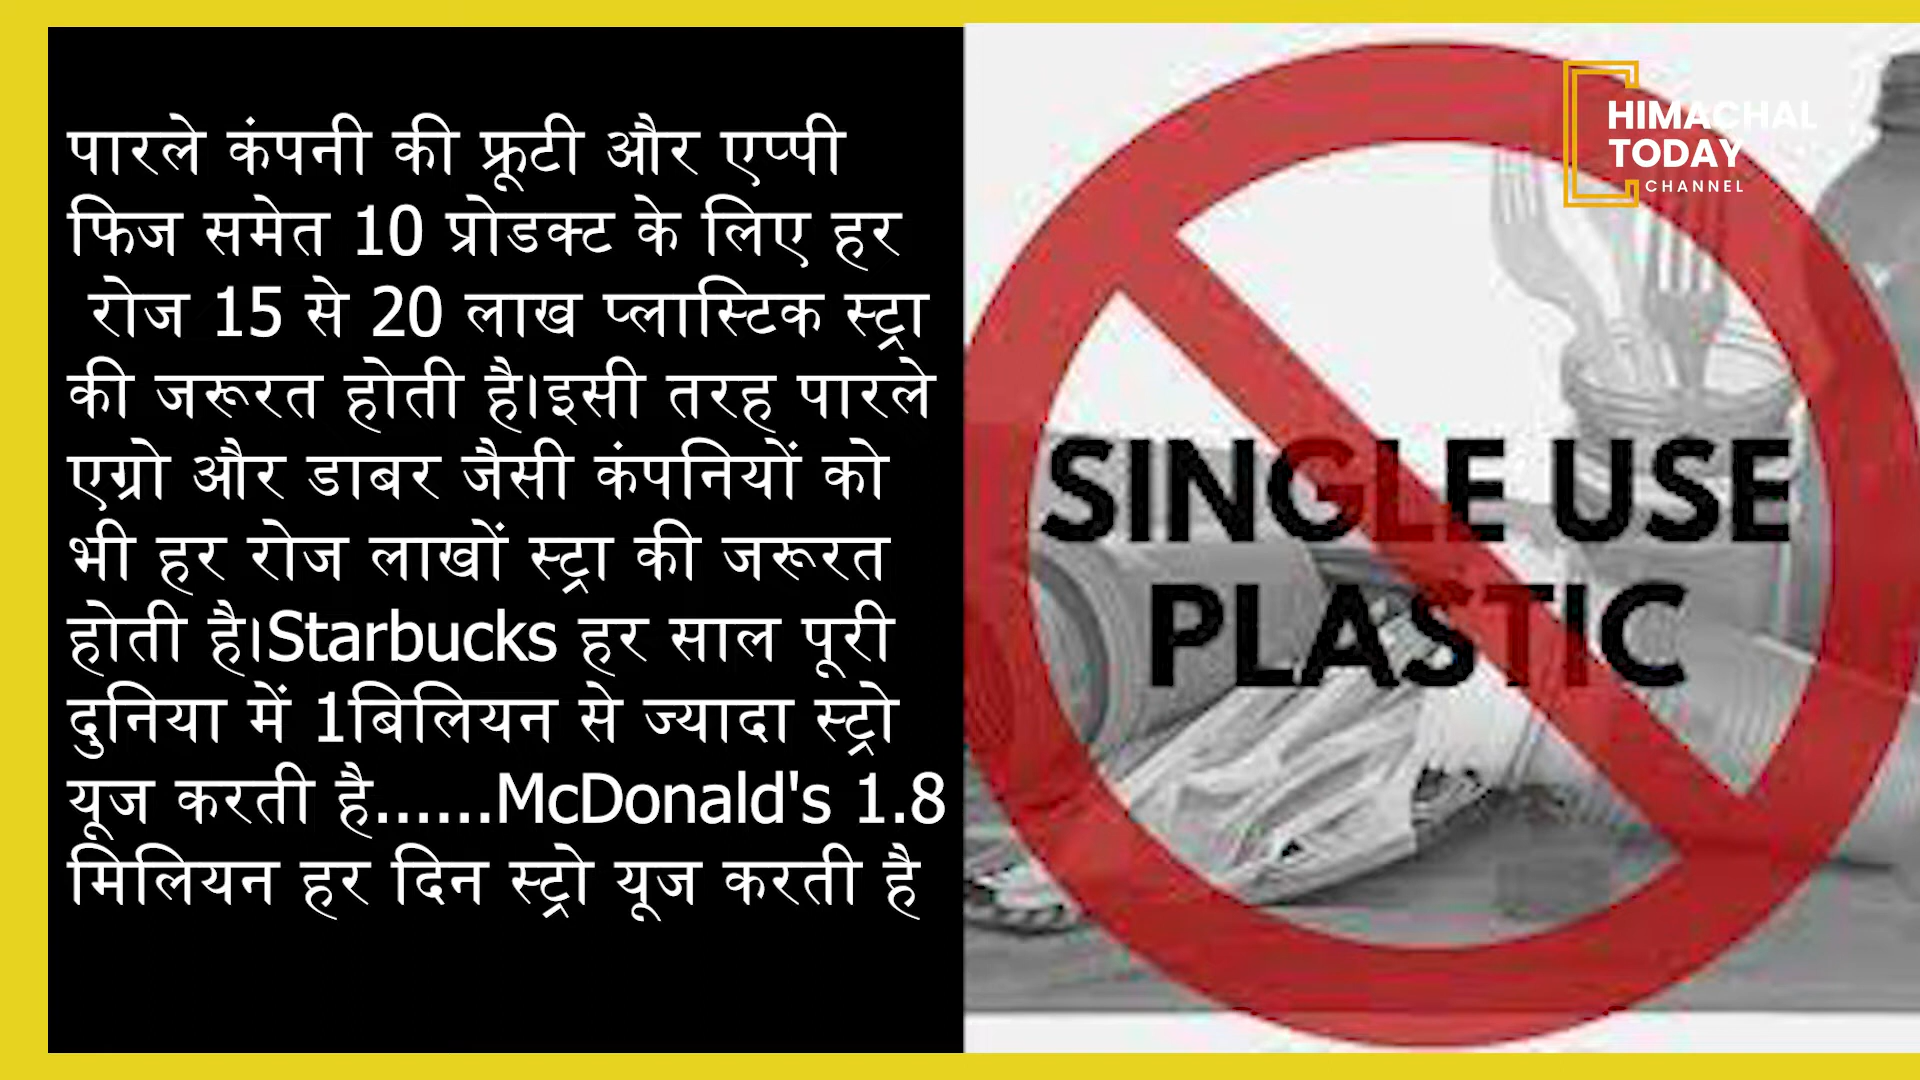 पारले कंपनी की फ्रूटी और एप्पी
फिज समेत 10 प्रोडक्ट के लिए हर
रोज 15 से 20 लाख प्लास्टिक स्ट्रा
की जरूरत होती है।इसी तरह पारले
एग्रो और डाबर जैसी कंपनियों को
भी हर रोज लाखों स्ट्रा की जरूरत
होती है।Starbucks हर साल पूरी
दुनिया में 1बिलियन से ज्यादा स्ट्रो
यूज करती है......McDonald's 1.8
मिलियन हर दिन स्ट्रो यूज करती है
HIMACHAL
TODAY
CHANNEL
SINGLE USE
PLASTIC